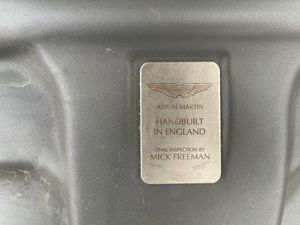 ASTON MARTIN
HANDBUILT
IN ENGLAND
FINAL INSPECTION BY
MICK FREEMAN